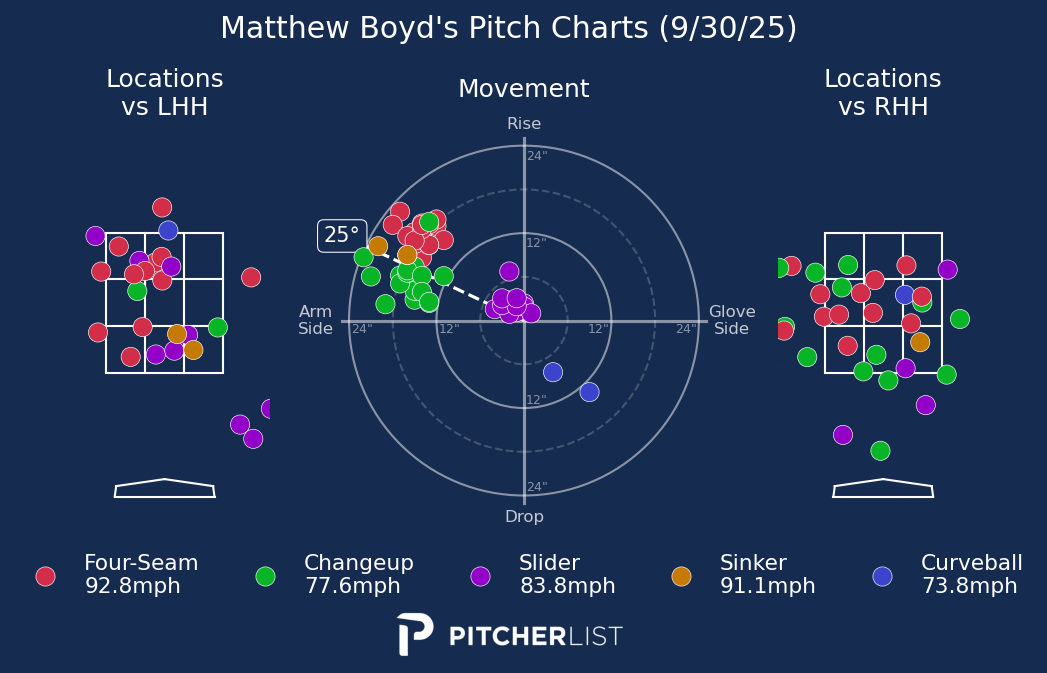 Matthew Boyd's Pitch Charts (9/30/25)
Locations
vs LHH
Movement
Locations
vs RHH
Rise
24"
25°
12"
Arm
Side
24"
12"
12"
24"
Glove
Side
12"
24"
Drop
Four-Seam
92.8mph
Changeup
77.6mph
Slider
83.8mph
Sinker
91.1mph
Curveball
73.8mph
PITCHERLIST